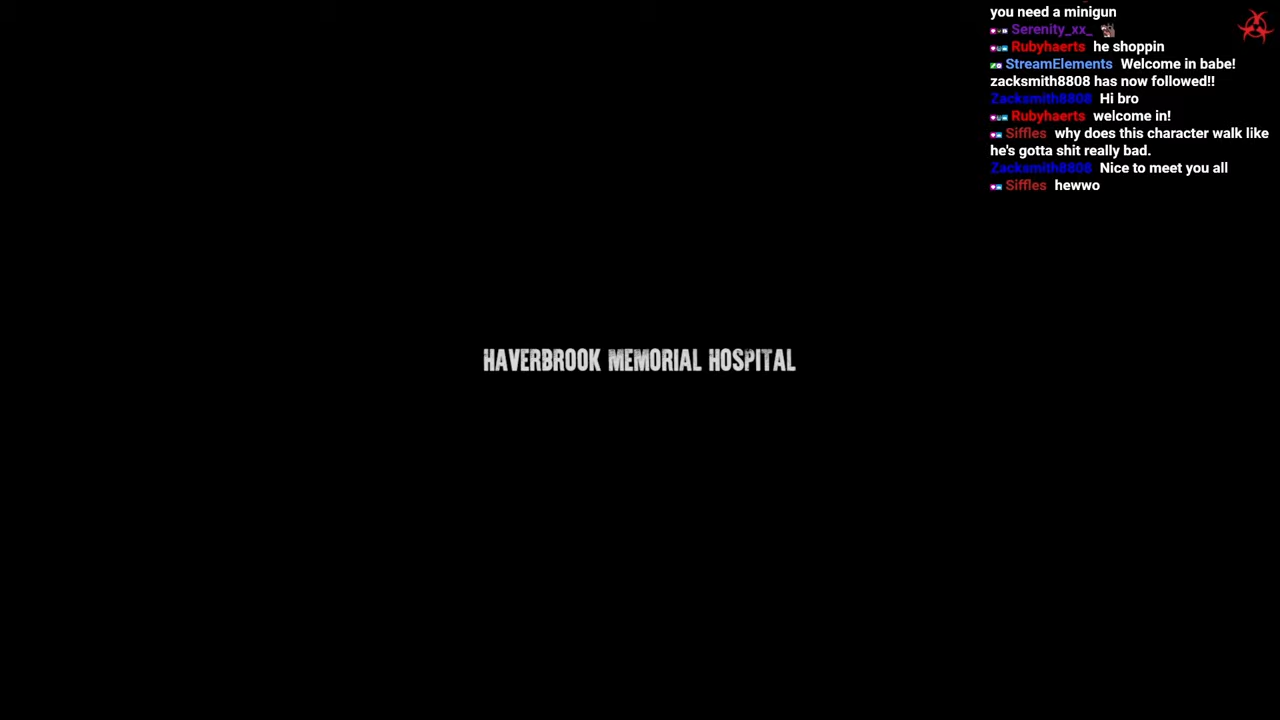 you need a minigun
Serenity_xx_
Rubyhaerts he shoppin
StreamElements Welcome in babe!
zacksmith8808 has now followed!!
Zacksmith8808 Hi bro
Rubyhaerts welcome in!
Siffles why does this character walk like
he's gotta shit really bad.
Zacksmith8808 Nice to meet you all
Siffles hewwo
HAVERBROOK MEMORIAL HOSPITAL